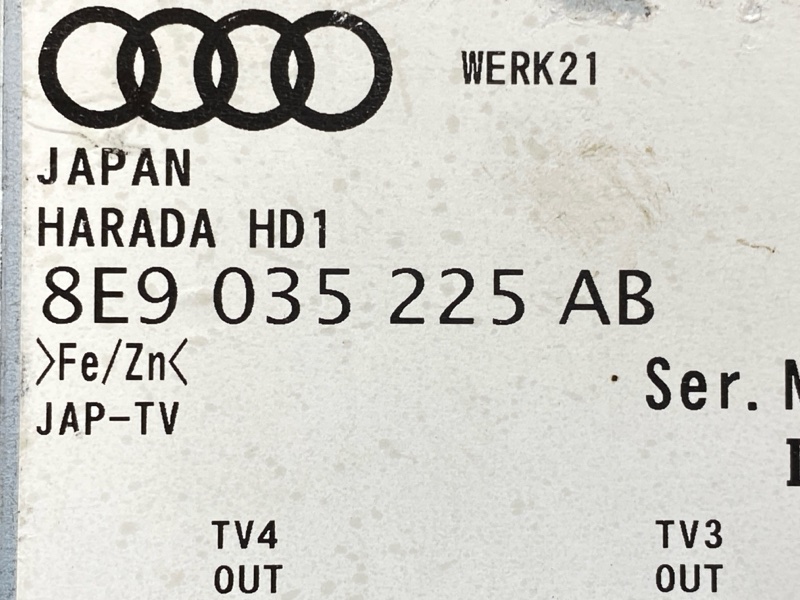 WERK21
JAPAN
HARADA HD1
8E9 035 225 AB
>Fe/Zn<
JAP-TV
Ser.
TV4
OUT
TV3
OUT